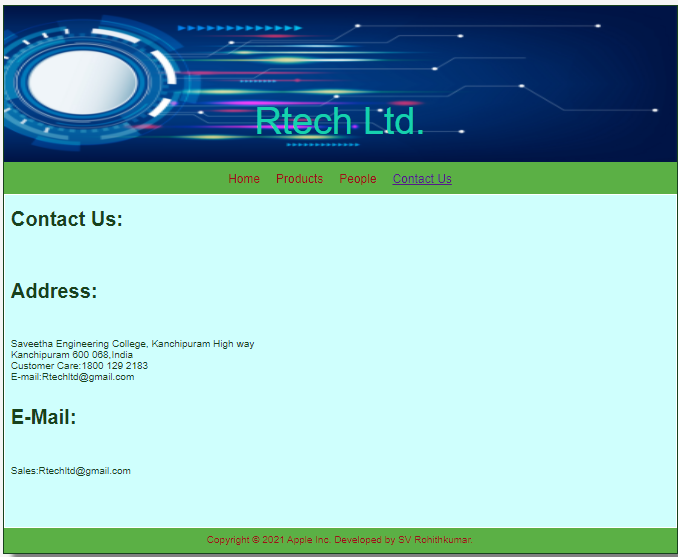 Rtech Ltd.
Home Products People Contact Us
Contact Us:
Address:
Saveetha Engineering College, Kanchipuram High way
Kanchipuram 600 068,India
Customer Care:1800 129 2183
E-mail:Rtechltd@gmail.com
E-Mail:
Sales:Rtechltd@gmail.com
Copyright © 2021 Apple Inc. Developed by SV Rohithkumar.